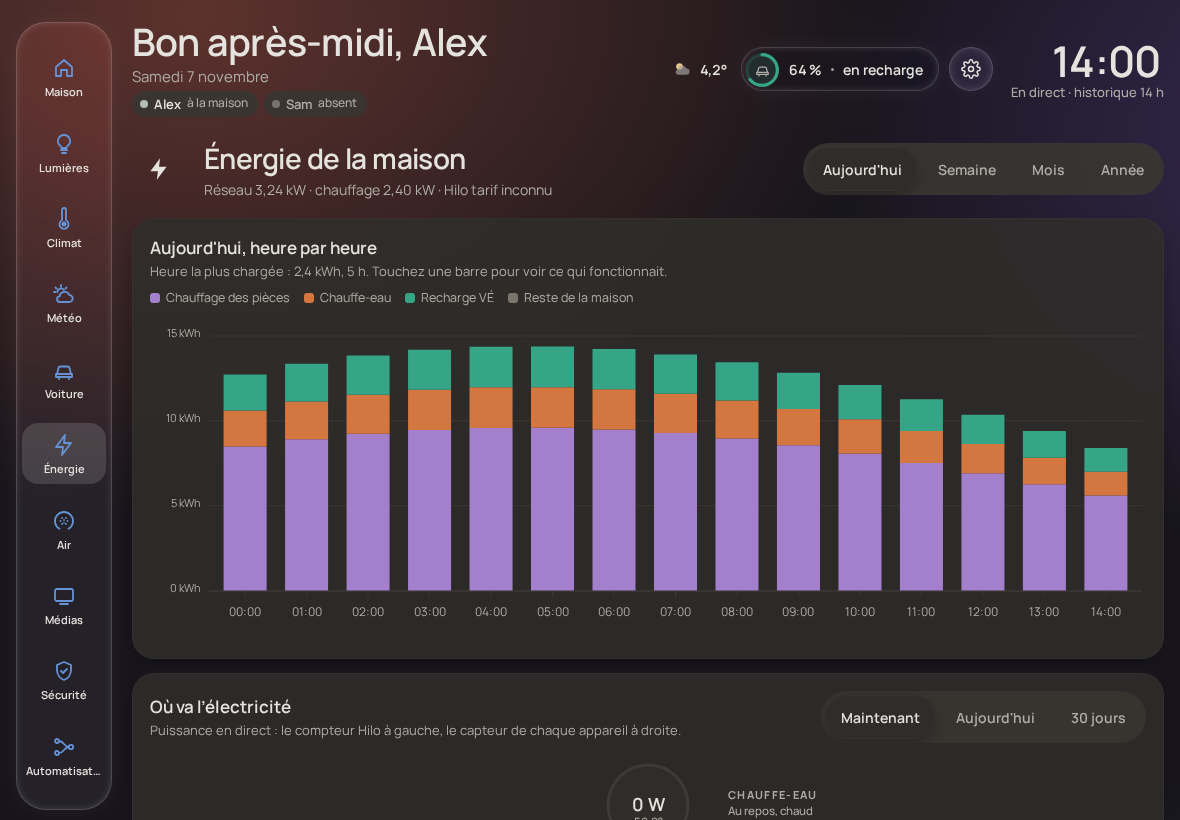 Maison
Lumières
Climat
Météo
Voiture
Énergie
Air
Médias
Sécurité
Automatisat…
Bon après-midi, Alex
Samedi 7 novembre
Alex à la maison
Sam absent
4,2°
64 % · en recharge
14:00
En direct · historique 14 h
Énergie de la maison
Réseau 3,24 kW · chauffage 2,40 kW · Hilo tarif inconnu
Aujourd'hui Semaine Mois Année
Aujourd'hui, heure par heure
Heure la plus chargée : 2,4 kWh, 5 h. Touchez une barre pour voir ce qui fonctionnait.
Chauffage des pièces Chauffe-eau Recharge VÉ Reste de la maison
15 kWh
10 kWh
5 kWh
0 kWh
00:00 01:00 02:00 03:00 04:00 05:00 06:00 07:00 08:00 09:00 10:00 11:00 12:00 13:00 14:00
Où va l'électricité
Puissance en direct : le compteur Hilo à gauche, le capteur de chaque appareil à droite.
Maintenant Aujourd'hui 30 jours
0 W
CHAUFFE-EAU
Au repos, chaud